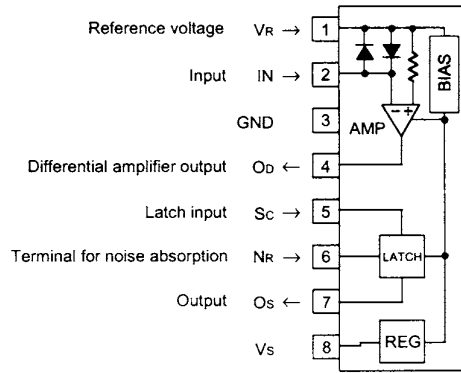 Reference voltage VR → 1
Input IN → 2
GND 3
Differential amplifier output OD ← 4
Latch input SC → 5
Terminal for noise absorption NR → 6
Output OS ← 7
VS 8
BIAS
− +
AMP
LATCH
REG